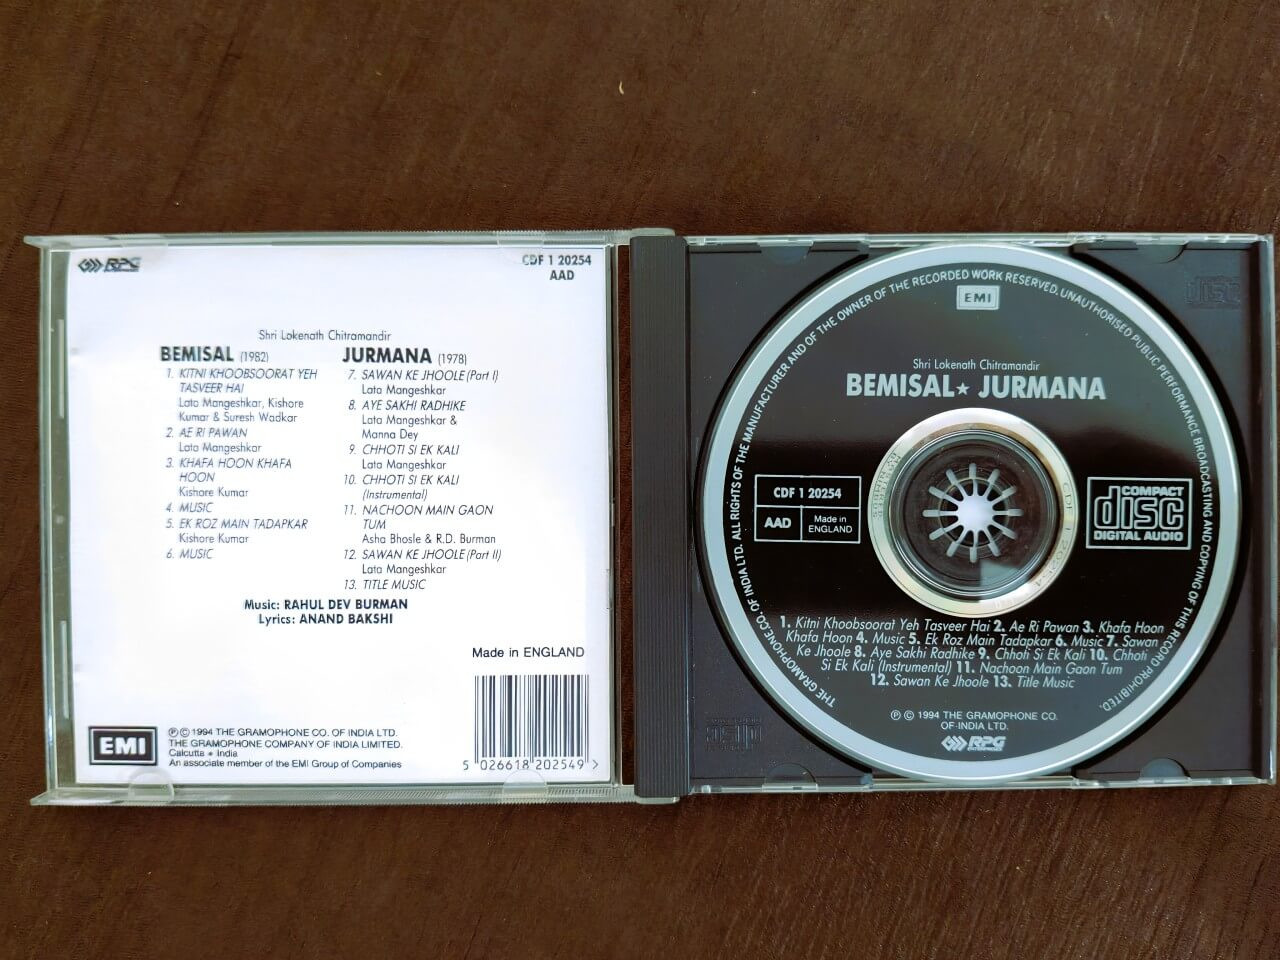 RPG
CDF 1 20254
AAD
Shri Lokenath Chitramandir
BEMISAL (1982)
1. KITNI KHOOBSOORAT YEH
TASVEER HAI
Lata Mangeshkar, Kishore
Kumar & Suresh Wadkar
2. AE RI PAWAN
Lata Mangeshkar
3. KHAFA HOON KHAFA
HOON
Kishore Kumar
4. MUSIC
5. EK ROZ MAIN TADAPKAR
Kishore Kumar
6. MUSIC
JURMANA (1978)
7. SAWAN KE JHOOLE (Part I)
Lata Mangeshkar
8. AYE SAKHI RADHIKE
Lata Mangeshkar &
Manna Dey
9. CHHOTI SI EK KALI
Lata Mangeshkar
10. CHHOTI SI EK KALI
(Instrumental)
11. NACHOON MAIN GAON
TUM
Asha Bhosle & R.D. Burman
12. SAWAN KE JHOOLE (Part II)
Lata Mangeshkar
13. TITLE MUSIC
Music: RAHUL DEV BURMAN
Lyrics: ANAND BAKSHI
Made in ENGLAND
EMI
℗ © 1994 THE GRAMOPHONE CO. OF INDIA LTD.
THE GRAMOPHONE COMPANY OF INDIA LIMITED.
Calcutta * India
An associate member of the EMI Group of Companies
5 026618 202549 >
THE GRAMOPHONE CO. OF INDIA LTD. ALL RIGHTS OF THE MANUFACTURER AND OF THE OWNER OF THE RECORDED WORK RESERVED. UNAUTHORISED PUBLIC PERFORMANCE BROADCASTING AND COPYING OF THIS RECORD PROHIBITED.
EMI
Shri Lokenath Chitramandir
BEMISAL★ JURMANA
CDF 1 20254
AAD
Made in
ENGLAND
COMPACT
disc
DIGITAL AUDIO
1. Kitni Khoobsoorat Yeh Tasveer Hai 2. Ae Ri Pawan 3. Khafa Hoon
Khafa Hoon 4. Music 5. Ek Roz Main Tadapkar 6. Music 7. Sawan
Ke Jhoole 8. Aye Sakhi Radhike 9. Chhoti Si Ek Kali 10. Chhoti
Si Ek Kali (Instrumental) 11. Nachoon Main Gaon Tum
12. Sawan Ke Jhoole 13. Title Music
℗ © 1994 THE GRAMOPHONE CO.
OF INDIA LTD.
RPG
ENTERPRISES
disc